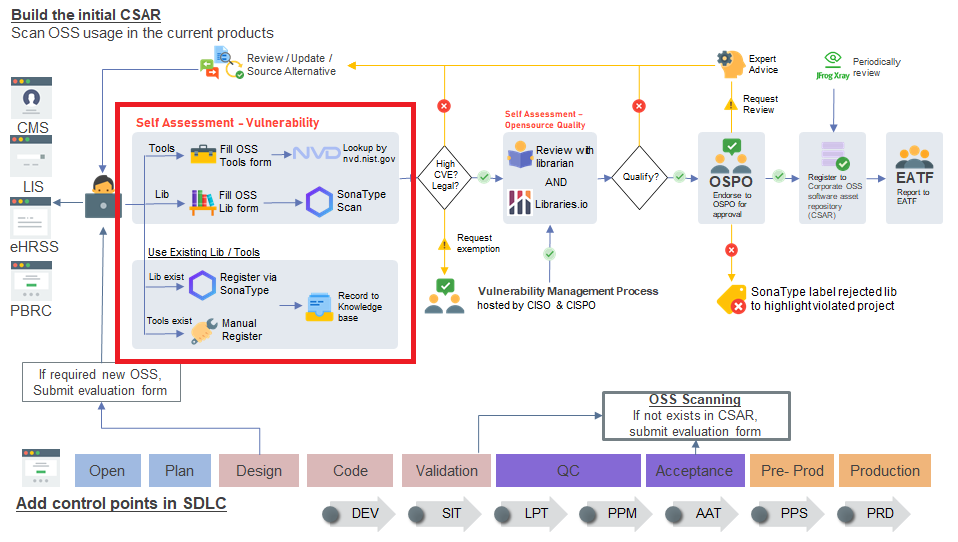 Build the initial CSAR
Scan OSS usage in the current products
Review / Update /
Source Alternative
Expert
Advice
JFrog Xray
Periodically
review
Request
Review
CMS
LIS
eHRSS
PBRC
Self Assessment - Vulnerability
Tools
Fill OSS
Tools form
NVD
Lookup by
nvd.nist.gov
Lib
Fill OSS
Lib form
SonaType
Scan
Use Existing Lib / Tools
Lib exist
Register via
SonaType
Tools exist
Manual
Register
Record to
Knowledge
base
High
CVE?
Legal?
Request
exemption
Self Assessment -
Opensource Quality
Review with
librarian
AND
Libraries.io
Vulnerability Management Process
hosted by CISO & CISPO
Qualify?
OSPO
Endorse to
OSPO for
approval
Register to
Corporate OSS
software asset
repository
(CSAR)
EATF
Report to
EATF
SonaType label rejected lib
to highlight violated project
If required new OSS,
Submit evaluation form
OSS Scanning
If not exists in CSAR,
submit evaluation form
Open
Plan
Design
Code
Validation
QC
Acceptance
Pre- Prod
Production
Add control points in SDLC
DEV
SIT
LPT
PPM
AAT
PPS
PRD